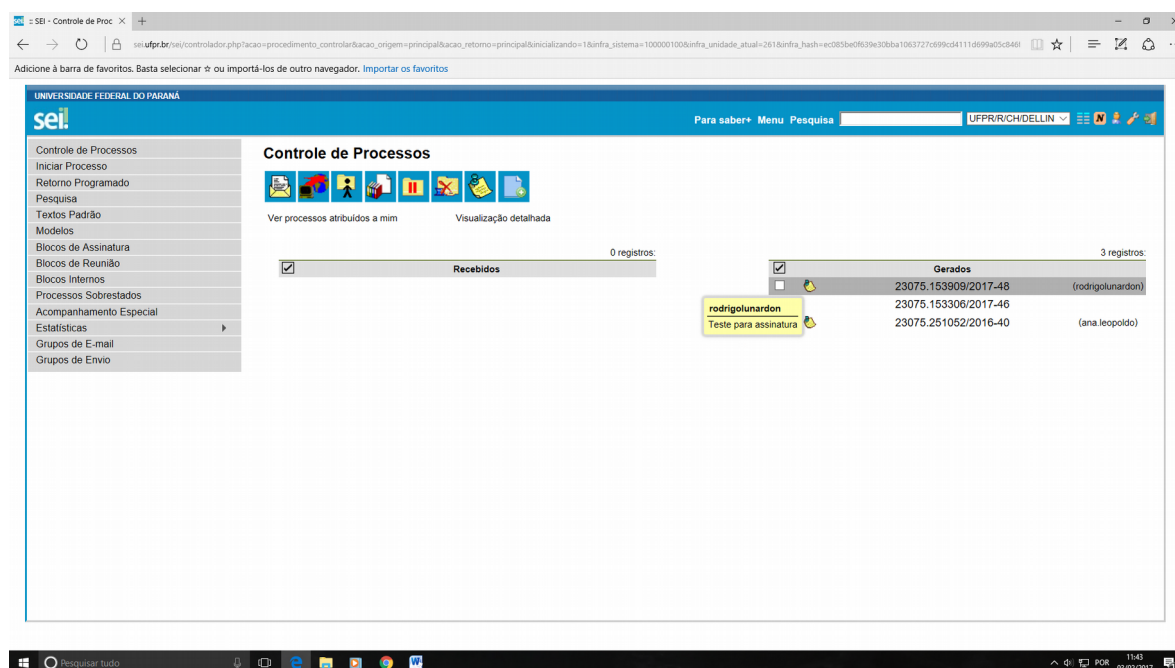 :: SEI - Controle de Proc
sei.ufpr.br/sei/controlador.php?acao=procedimento_controlar&acao_origem=principal&acao_retorno=principal&inicializando=1&infra_sistema=100000100&infra_unidade_atual=261&infra_hash=
Adicione à barra de favoritos. Basta selecionar ☆ ou importá-los de outro navegador. Importar os favoritos
UNIVERSIDADE FEDERAL DO PARANÁ
sei!
Para saber+ Menu Pesquisa UFPR/R/CH/DELLIN
Controle de Processos
Iniciar Processo
Retorno Programado
Pesquisa
Textos Padrão
Modelos
Blocos de Assinatura
Blocos de Reunião
Blocos Internos
Processos Sobrestados
Acompanhamento Especial
Estatísticas
Grupos de E-mail
Grupos de Envio
Controle de Processos
Ver processos atribuídos a mim Visualização detalhada
0 registros:
Recebidos
3 registros:
Gerados
23075.153909/2017-48 (rodrigolunardon)
rodrigolunardon
Teste para assinatura
23075.153306/2017-46
23075.251052/2016-40 (ana.leopoldo)
Pesquisar tudo
POR
11:43